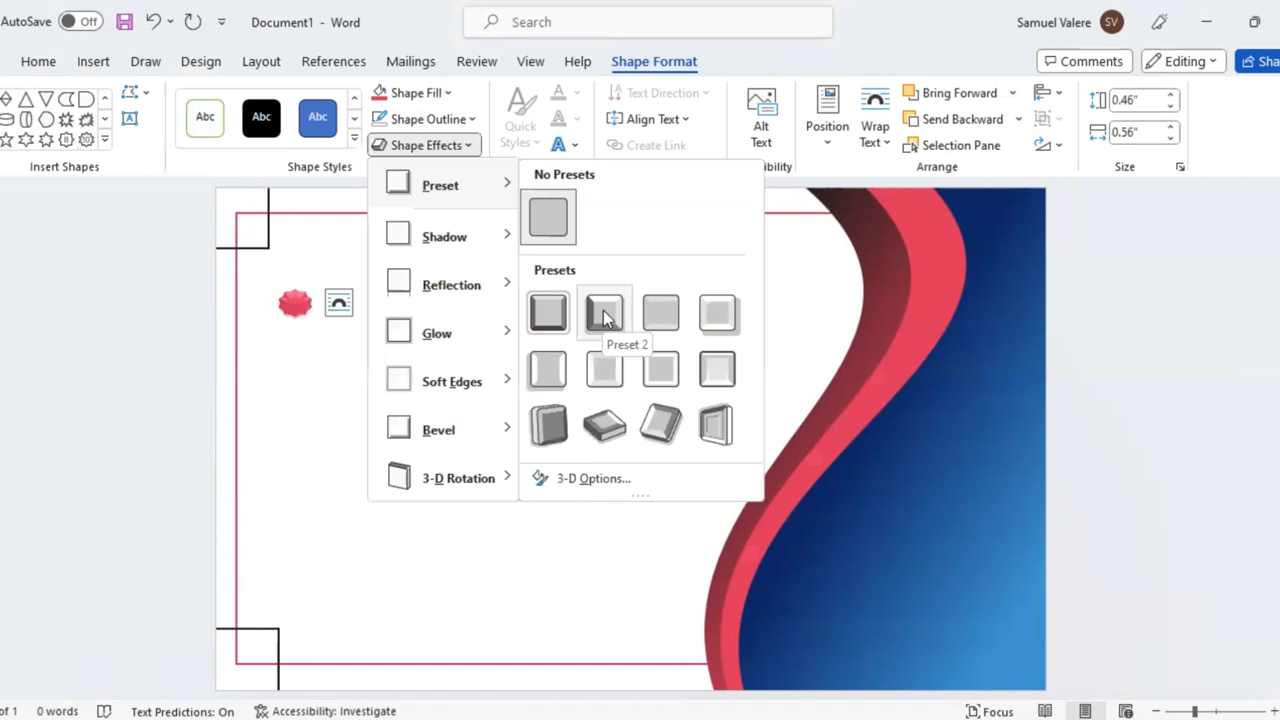 AutoSave Off Document1 - Word Search Samuel Valere SV
Home Insert Draw Design Layout References Mailings Review View Help Shape Format Comments Editing Sha
Abc Abc Abc
Shape Fill
Shape Outline
Shape Effects
Quick
Styles
Text Direction
Align Text
Create Link
Alt
Text
Position
Wrap
Text
Bring Forward
Send Backward
Selection Pane
0.46"
0.56"
Insert Shapes Shape Styles ibility Arrange Size
Preset
Shadow
Reflection
Glow
Soft Edges
Bevel
3-D Rotation
No Presets
Presets
Preset 2
3-D Options...
of 1 0 words Text Predictions: On Accessibility: Investigate Focus